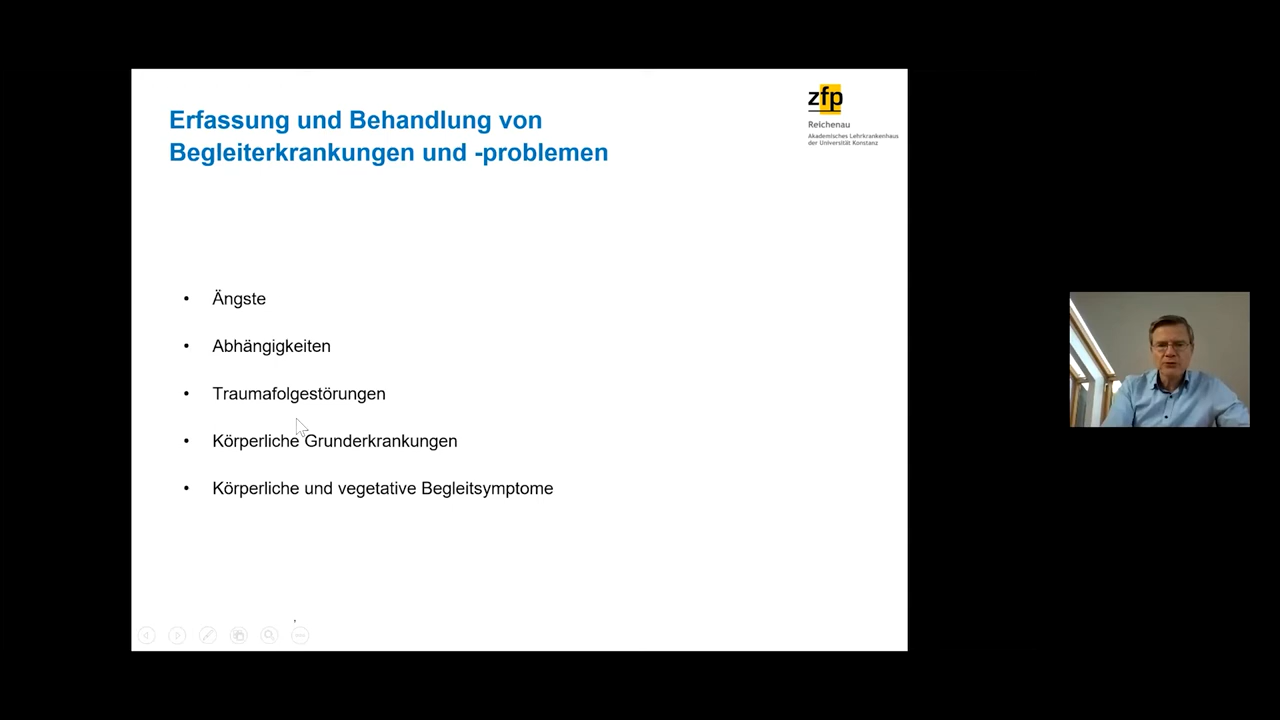 Erfassung und Behandlung von
Begleiterkrankungen und -problemen
zfp
Reichenau
Akademisches Lehrkrankenhaus
der Universität Konstanz
• Ängste
• Abhängigkeiten
• Traumafolgestörungen
• Körperliche Grunderkrankungen
• Körperliche und vegetative Begleitsymptome